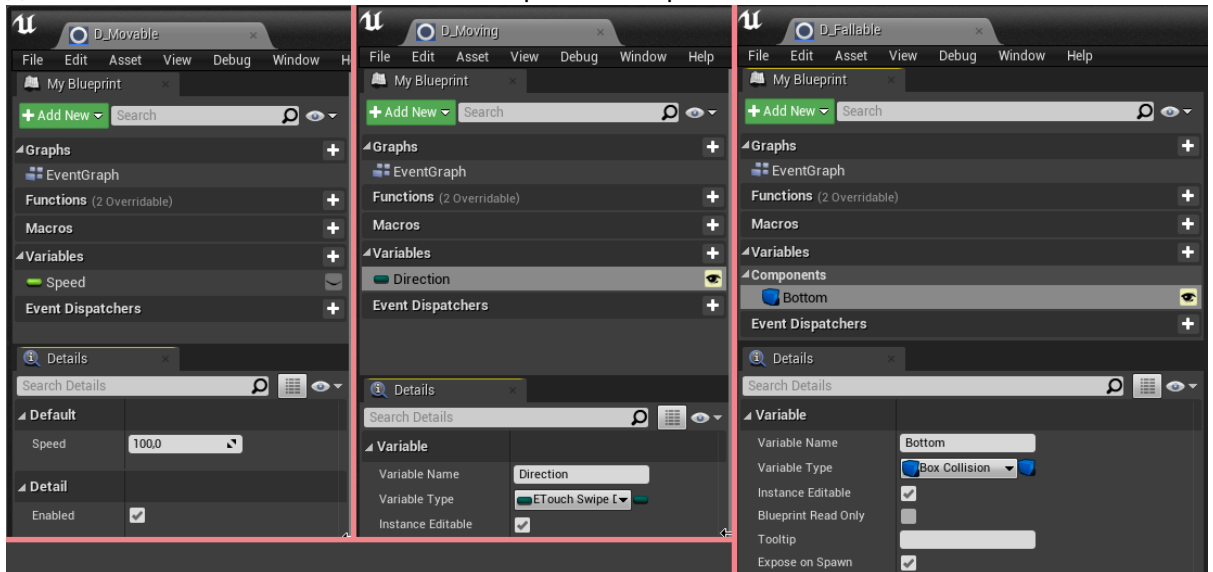 D_Movable
File Edit Asset View Debug Window H
My Blueprint
Add New Search
Graphs
EventGraph
Functions (2 Overridable)
Macros
Variables
Speed
Event Dispatchers
Details
Search Details
Default
Speed 100,0
Detail
Enabled
D_Moving
File Edit Asset View Debug Window Help
My Blueprint
Add New Search
Graphs
EventGraph
Functions (2 Overridable)
Macros
Variables
Direction
Event Dispatchers
Details
Search Details
Variable
Variable Name Direction
Variable Type ETouch Swipe D
Instance Editable
D_Fallable
File Edit Asset View Debug Window Help
My Blueprint
Add New Search
Graphs
EventGraph
Functions (2 Overridable)
Macros
Variables
Components
Bottom
Event Dispatchers
Details
Search Details
Variable
Variable Name Bottom
Variable Type Box Collision
Instance Editable
Blueprint Read Only
Tooltip
Expose on Spawn